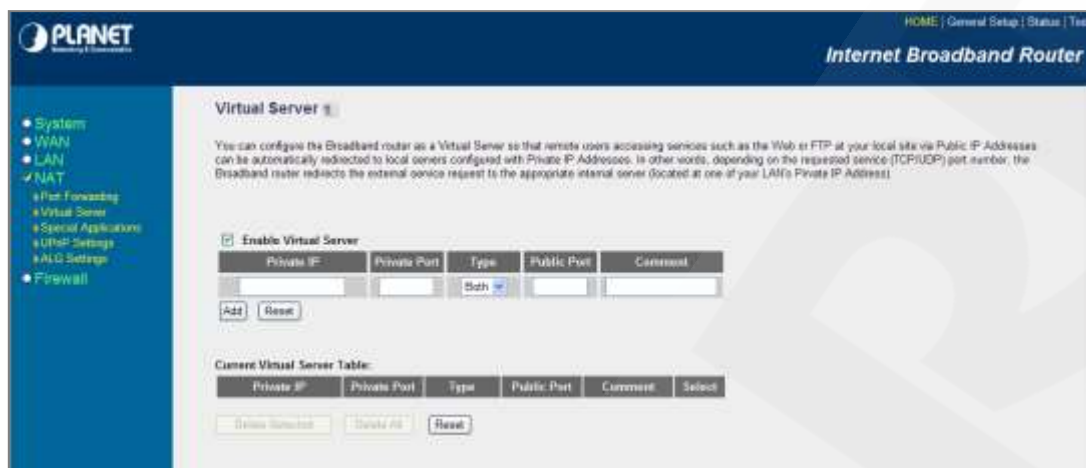 PLANET
Networking & Communication
HOME | General Setup | Status |
Internet Broadband Router
System
WAN
LAN
NAT
Port Forwarding
Virtual Server
Special Applications
UPnP Settings
ALG Settings
Firewall
Virtual Server
You can configure the Broadband router as a Virtual Server so that remote users accessing services such as the Web or FTP at your local site via Public IP Addresses
can be automatically redirected to local servers configured with Private IP Addresses. In other words, depending on the requested service (TCP/UDP) port number, the
Broadband router redirects the external service request to the appropriate internal server (located at one of your LAN's Private IP Address)
Enable Virtual Server
Private IP Private Port Type Public Port Comment
Both
Add Reset
Current Virtual Server Table:
Private IP Private Port Type Public Port Comment Select
Delete Selected Delete All Reset